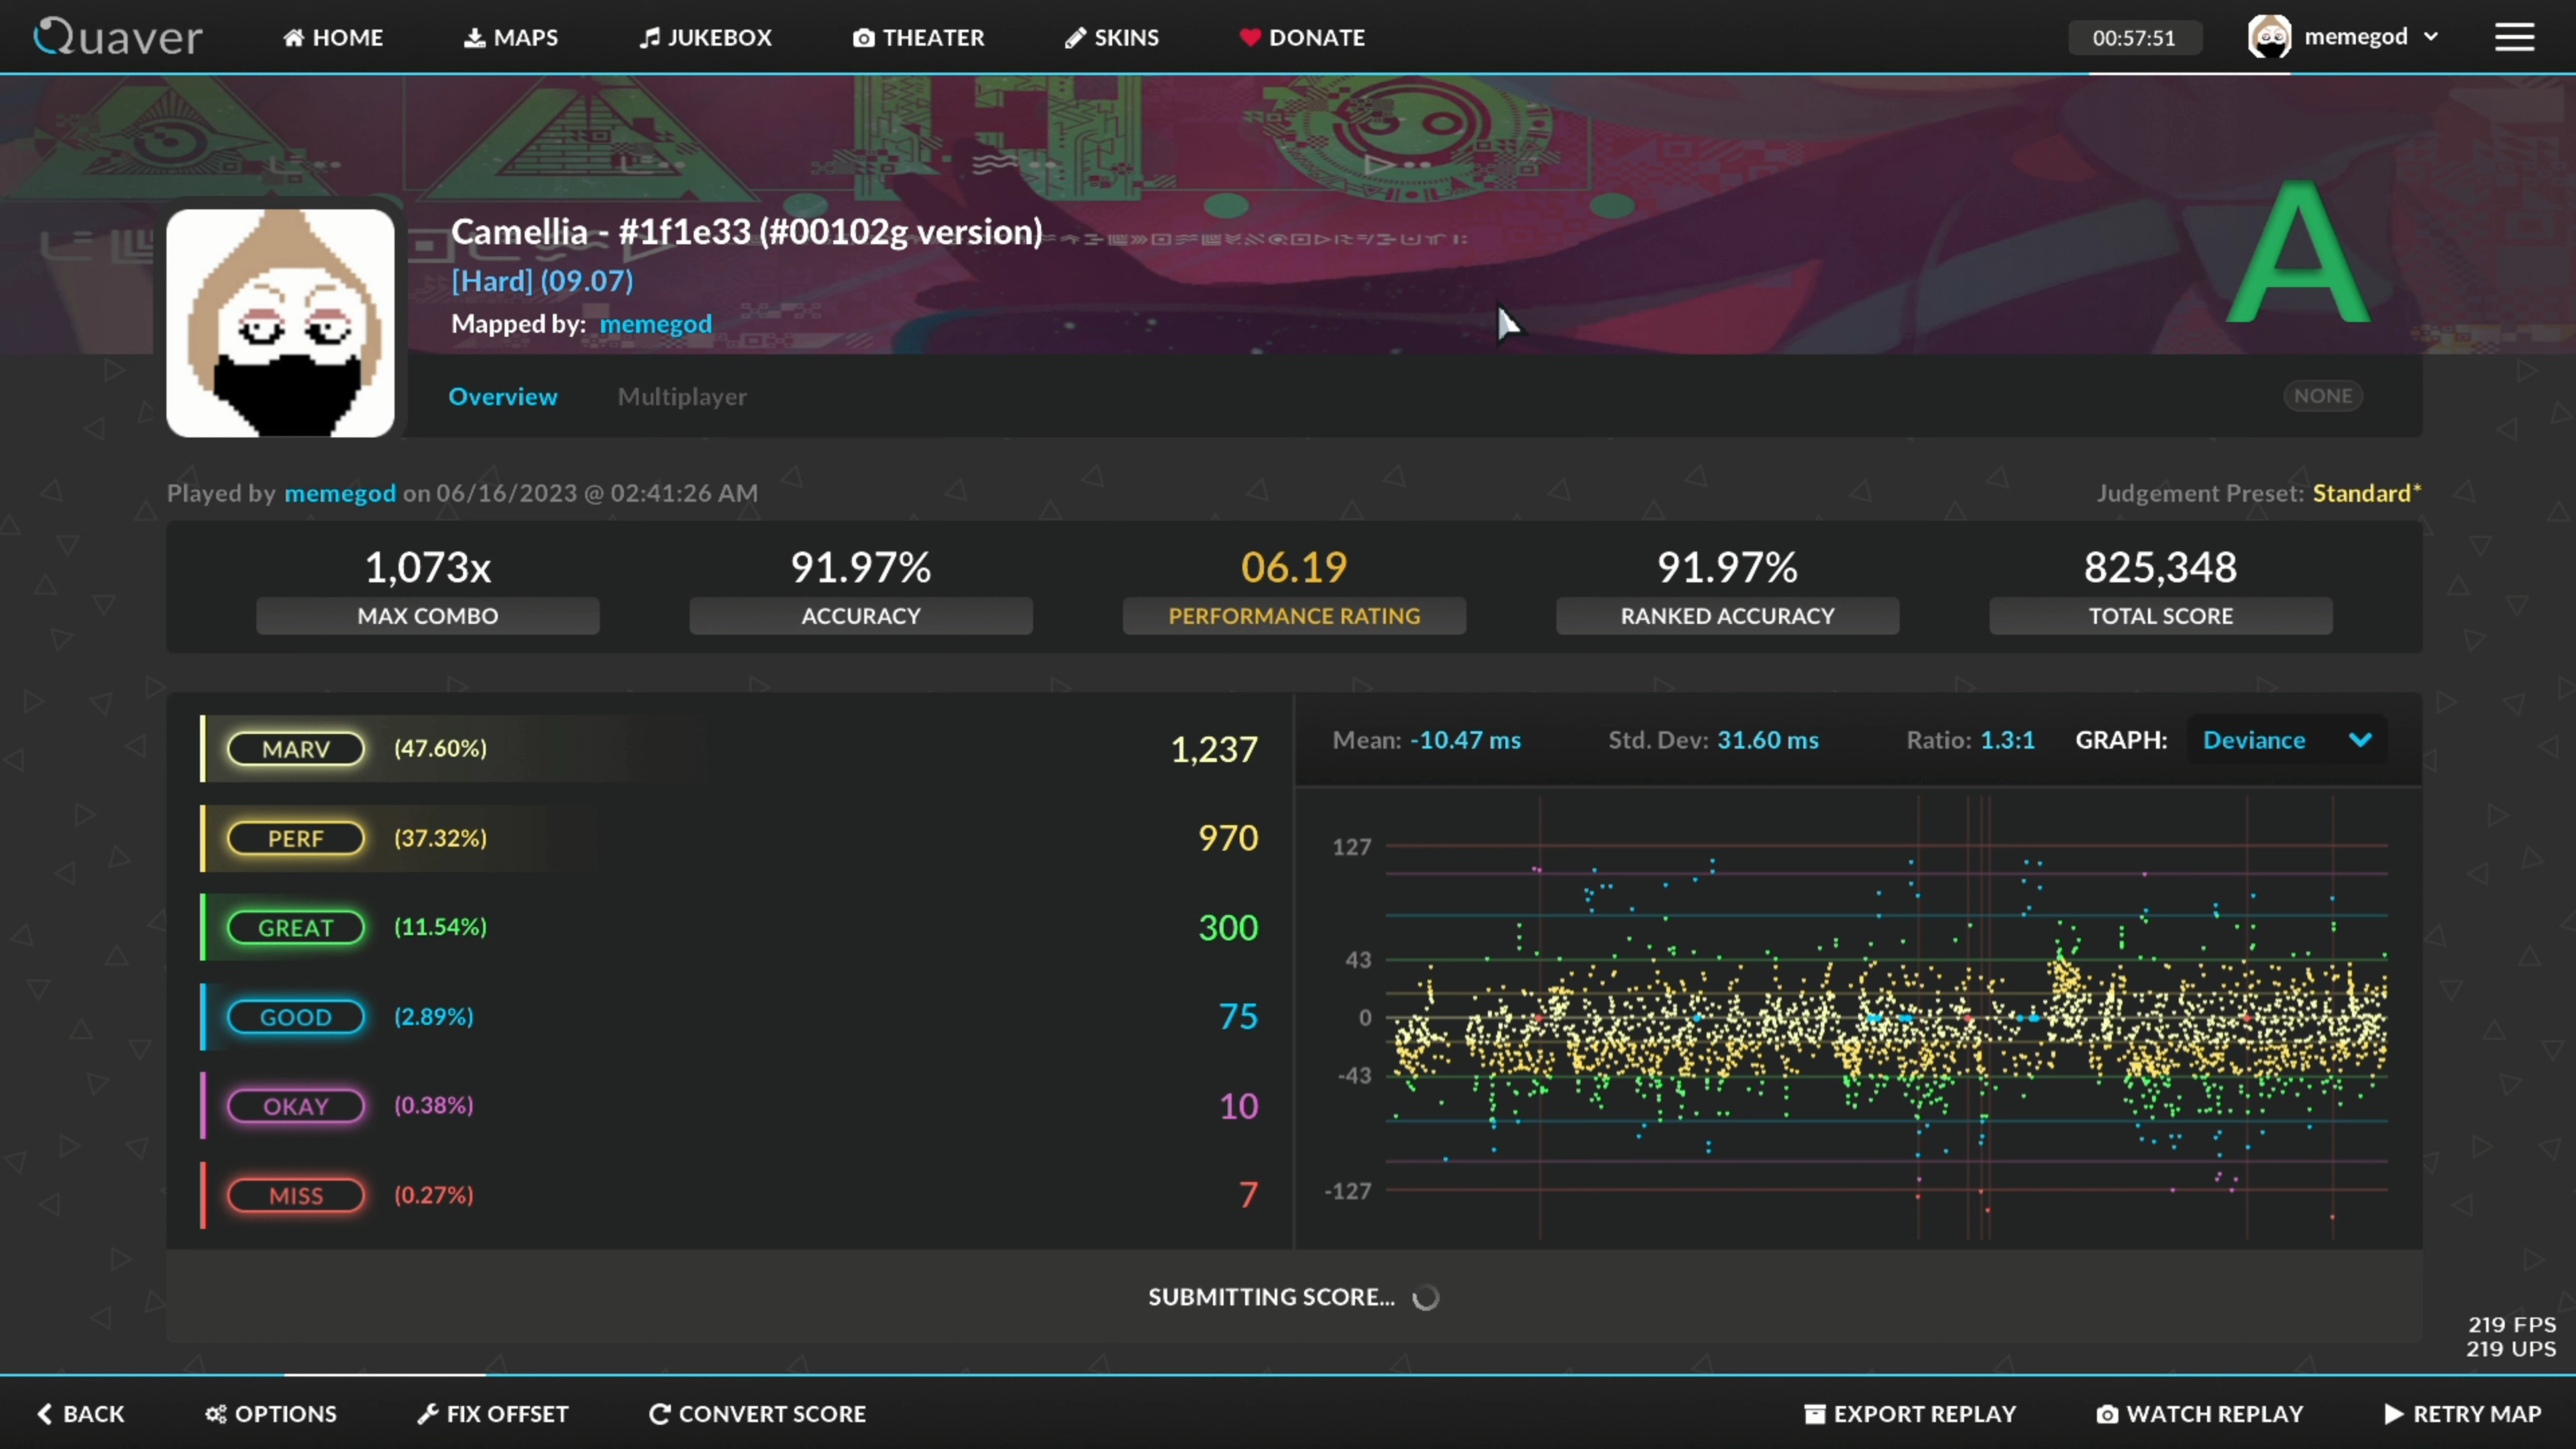 Quaver HOME MAPS JUKEBOX THEATER SKINS DONATE 00:57:51 memegod
Camellia - #1f1e33 (#00102g version)
[Hard] (09.07)
Mapped by: memegod
A
Overview Multiplayer NONE
Played by memegod on 06/16/2023 @ 02:41:26 AM Judgement Preset: Standard*
1,073x 91.97% 06.19 91.97% 825,348
MAX COMBO ACCURACY PERFORMANCE RATING RANKED ACCURACY TOTAL SCORE
MARV (47.60%) 1,237
PERF (37.32%) 970
GREAT (11.54%) 300
GOOD (2.89%) 75
OKAY (0.38%) 10
MISS (0.27%) 7
Mean: -10.47 ms Std. Dev: 31.60 ms Ratio: 1.3:1 GRAPH: Deviance
127
43
0
-43
-127
SUBMITTING SCORE...
219 FPS
219 UPS
BACK OPTIONS FIX OFFSET CONVERT SCORE EXPORT REPLAY WATCH REPLAY RETRY MAP